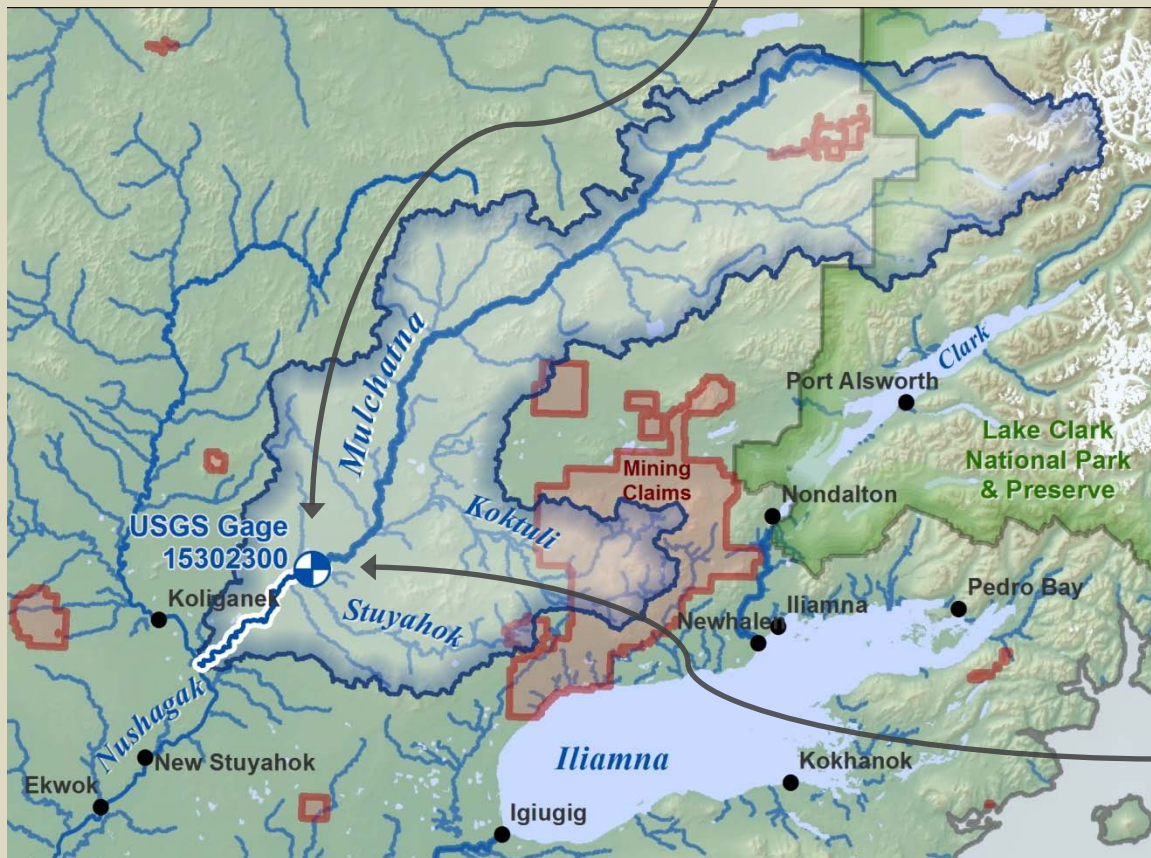 Mulchatna
Clark
Port Alsworth
Lake Clark
National Park
& Preserve
Mining
Claims
Nondalton
Koktuli
USGS Gage
15302300
Koliganek
Stuyahok
Pedro Bay
Iliamna
Newhalen
Nushagak
New Stuyahok
Iliamna
Kokhanok
Ekwok
Igiugig